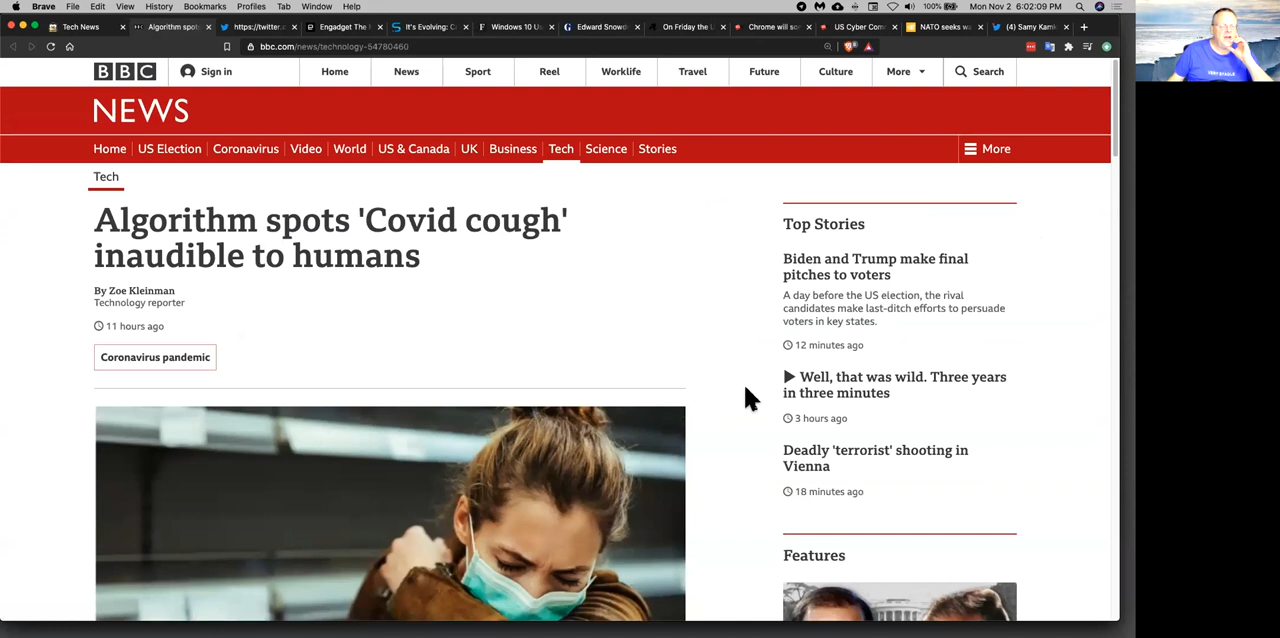 Brave File Edit View History Bookmarks Profiles Tab Window Help 100% Mon Nov 2 6:02:09 PM
Tech News Algorithm spots https://twitter. Engadget The It's Evolving: Windows 10 Edward Snowd On Friday the Chrome will US Cyber Com NATO seeks (4) Samy Kamk
bbc.com/news/technology-54780460
BBC Sign in Home News Sport Reel Worklife Travel Future Culture More Search
NEWS
Home US Election Coronavirus Video World US & Canada UK Business Tech Science Stories More
Tech
Algorithm spots 'Covid cough'
inaudible to humans
By Zoe Kleinman
Technology reporter
11 hours ago
Coronavirus pandemic
Top Stories
Biden and Trump make final
pitches to voters
A day before the US election, the rival
candidates make last-ditch efforts to persuade
voters in key states.
12 minutes ago
Well, that was wild. Three years
in three minutes
3 hours ago
Deadly 'terrorist' shooting in
Vienna
18 minutes ago
Features